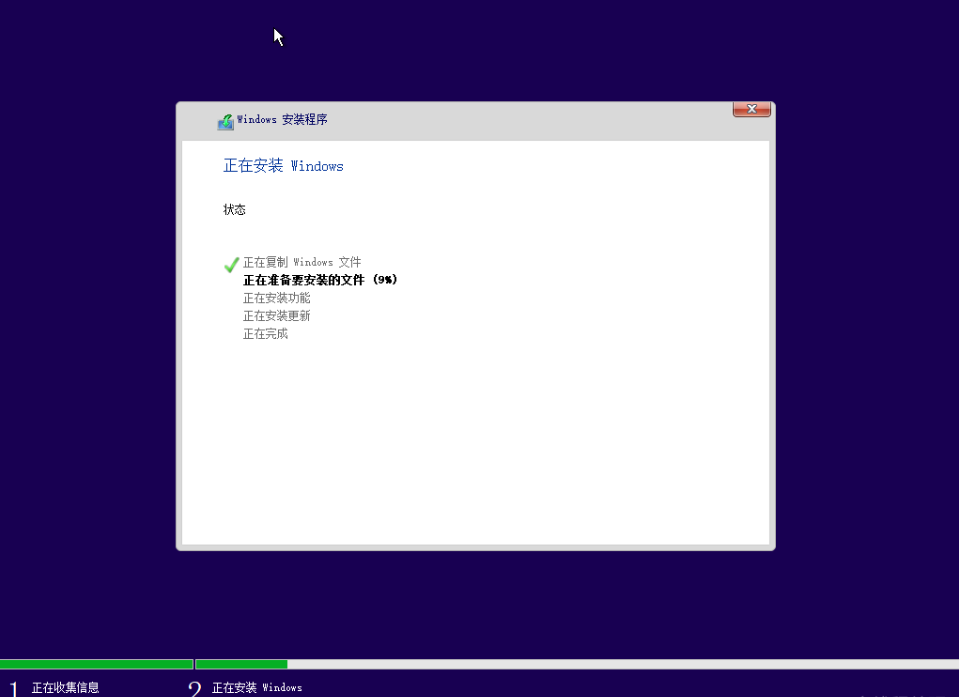 Windows 安装程序
正在安装 Windows
状态
正在复制 Windows 文件
正在准备要安装的文件 (9%)
正在安装功能
正在安装更新
正在完成
1 正在收集信息
2 正在安装 Windows